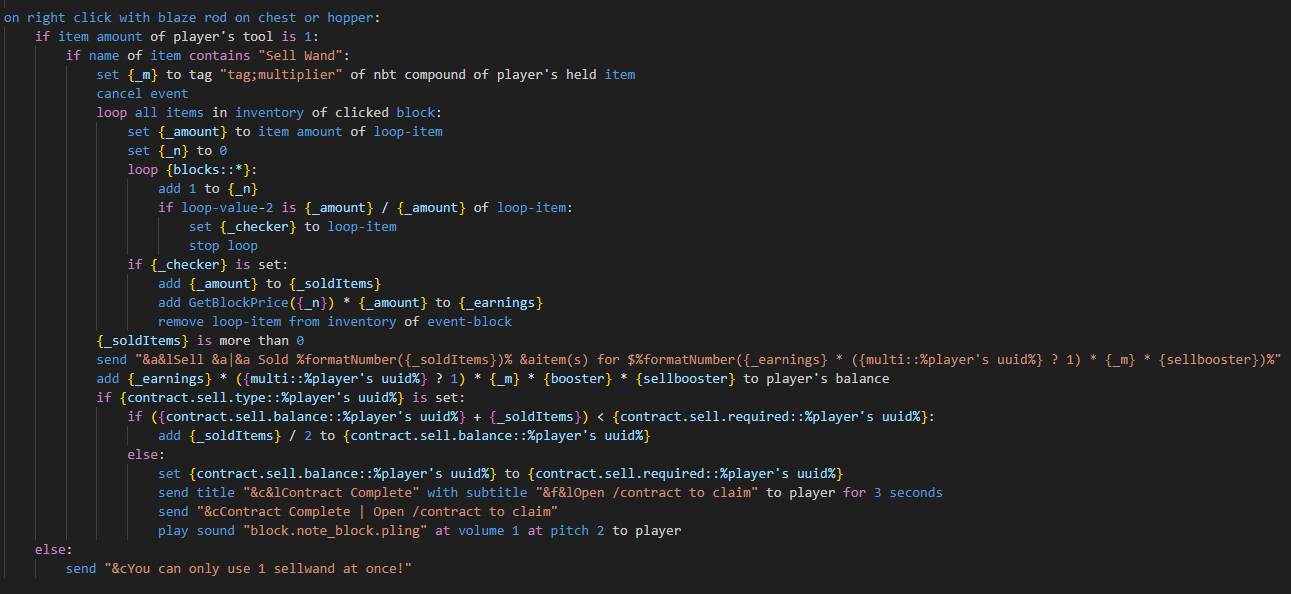 on right click with blaze rod on chest or hopper:
if item amount of player's tool is 1:
if name of item contains "Sell Wand":
set {_m} to tag "tag;multiplier" of nbt compound of player's held item
cancel event
loop all items in inventory of clicked block:
set {_amount} to item amount of loop-item
set {_n} to 0
loop {blocks::*}:
add 1 to {_n}
if loop-value-2 is {_amount} / {_amount} of loop-item:
set {_checker} to loop-item
stop loop
if {_checker} is set:
add {_amount} to {_soldItems}
add GetBlockPrice({_n}) * {_amount} to {_earnings}
remove loop-item from inventory of event-block
{_soldItems} is more than 0
send "&a&lSell &a|&a Sold %formatNumber({_soldItems})% &aitem(s) for $%formatNumber({_earnings} * ({multi::%player's uuid%} ? 1) * {_m} * {sellbooster})%"
add {_earnings} * ({multi::%player's uuid%} ? 1) * {_m} * {booster} * {sellbooster} to player's balance
if {contract.sell.type::%player's uuid%} is set:
if ({contract.sell.balance::%player's uuid%} + {_soldItems}) < {contract.sell.required::%player's uuid%}:
add {_soldItems} / 2 to {contract.sell.balance::%player's uuid%}
else:
set {contract.sell.balance::%player's uuid%} to {contract.sell.required::%player's uuid%}
send title "&c&lContract Complete" with subtitle "&f&lOpen /contract to claim" to player for 3 seconds
send "&cContract Complete | Open /contract to claim"
play sound "block.note_block.pling" at volume 1 at pitch 2 to player
else:
send "&cYou can only use 1 sellwand at once!"